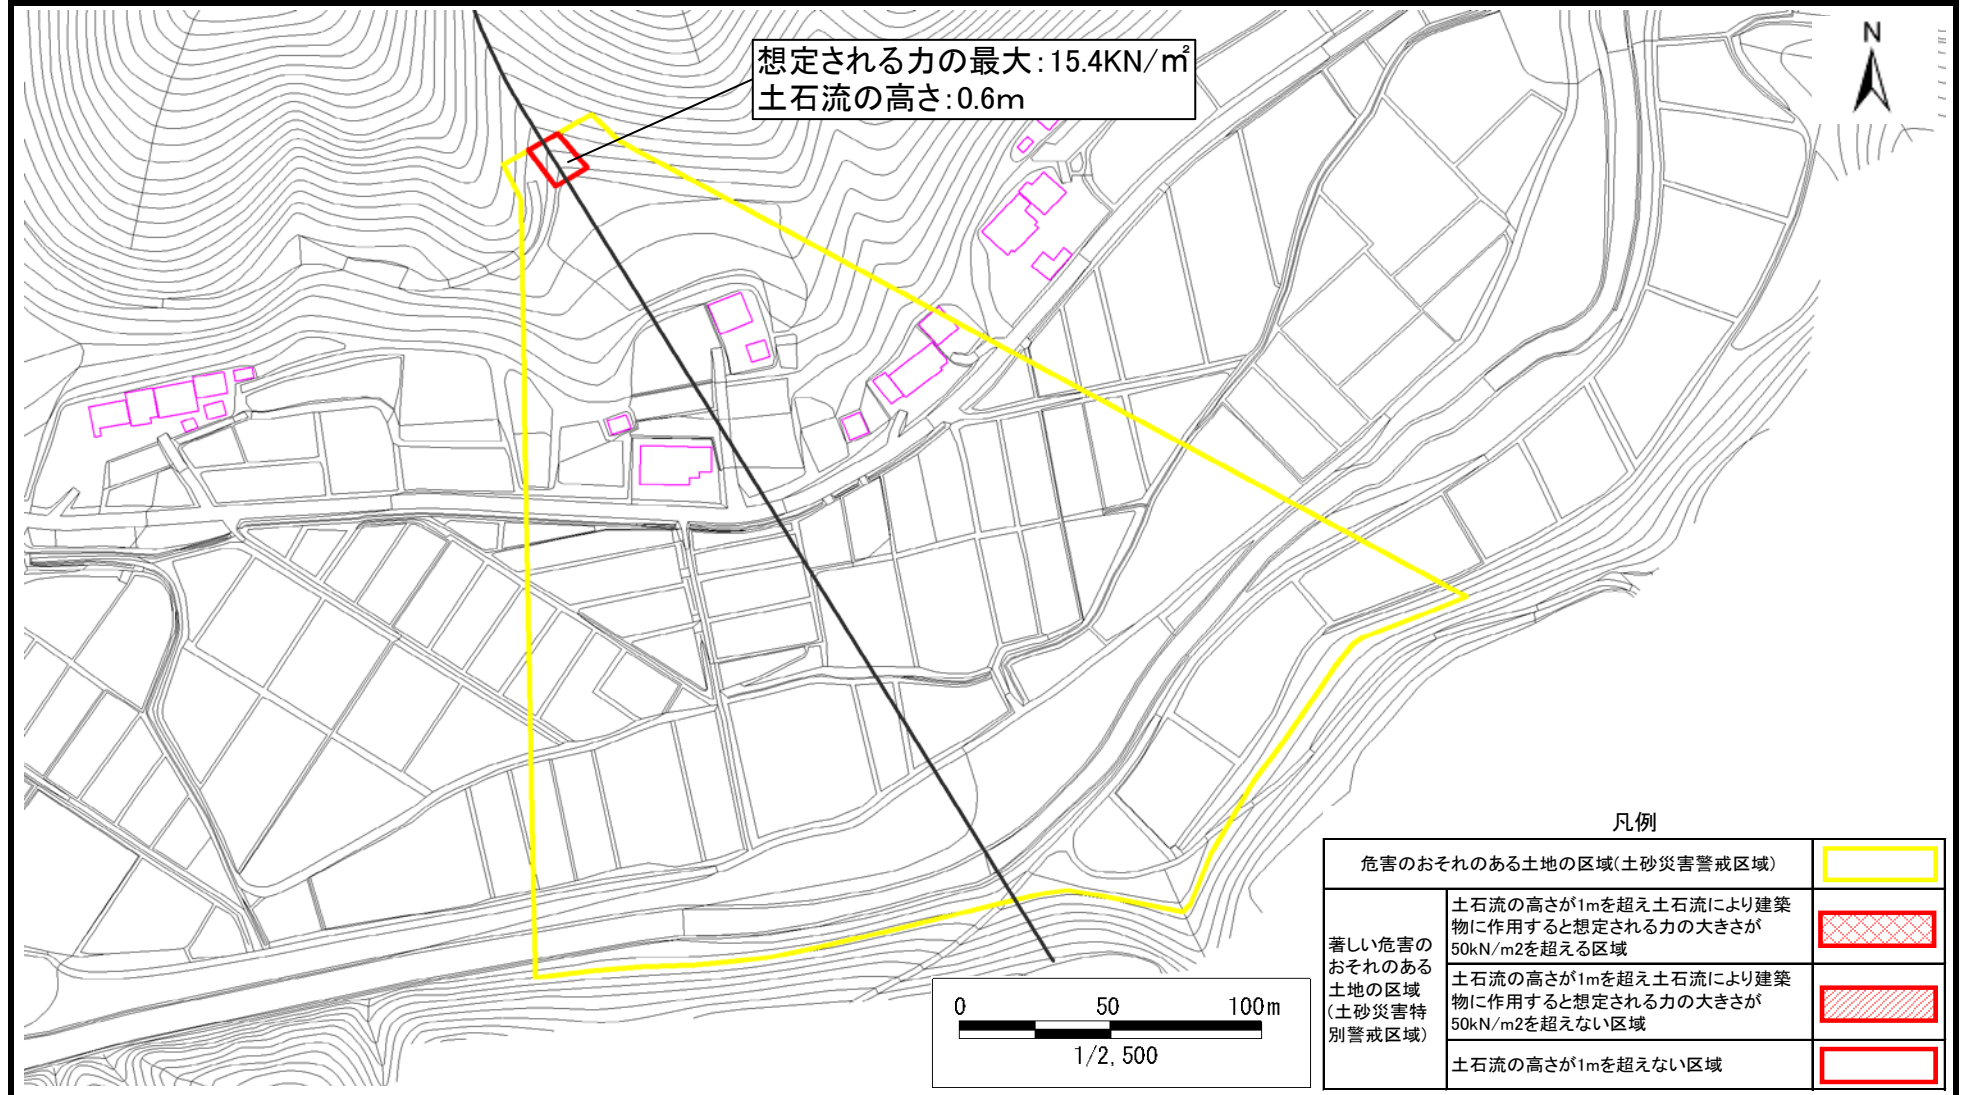 想定される力の最大：15.4KN/㎡
土石流の高さ：0.6m
N
凡例
危害のおそれのある土地の区域(土砂災害警戒区域)
著しい危害の
おそれのある
土地の区域
(土砂災害特
別警戒区域)
土石流の高さが1mを超え土石流により建築
物に作用すると想定される力の大きさが
50kN/m2を超える区域
土石流の高さが1mを超え土石流により建築
物に作用すると想定される力の大きさが
50kN/m2を超えない区域
土石流の高さが1mを超えない区域
0 50 100m
1/2,500